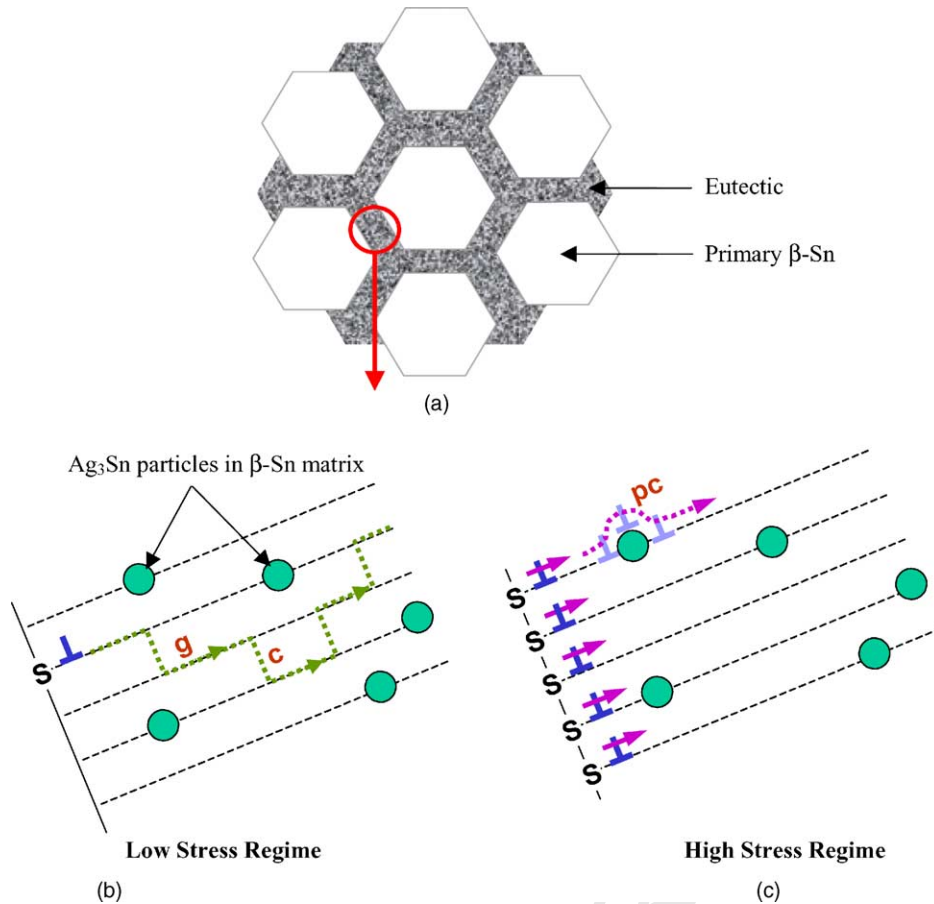 Eutectic
Primary β-Sn
(a)
Ag₃Sn particles in β-Sn matrix
g
c
S
Low Stress Regime
(b)
pc
S
S
S
S
S
High Stress Regime
(c)